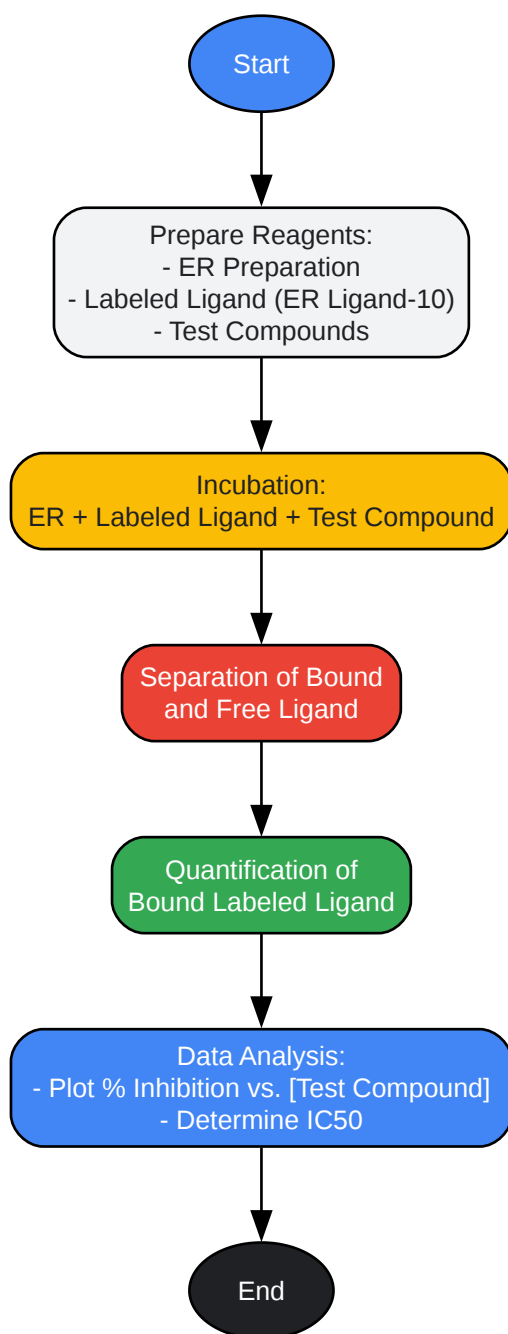 Start
Prepare Reagents:
- ER Preparation
- Labeled Ligand (ER Ligand-10)
- Test Compounds
Incubation:
ER + Labeled Ligand + Test Compound
Separation of Bound
and Free Ligand
Quantification of
Bound Labeled Ligand
Data Analysis:
- Plot % Inhibition vs. [Test Compound]
- Determine IC50
End